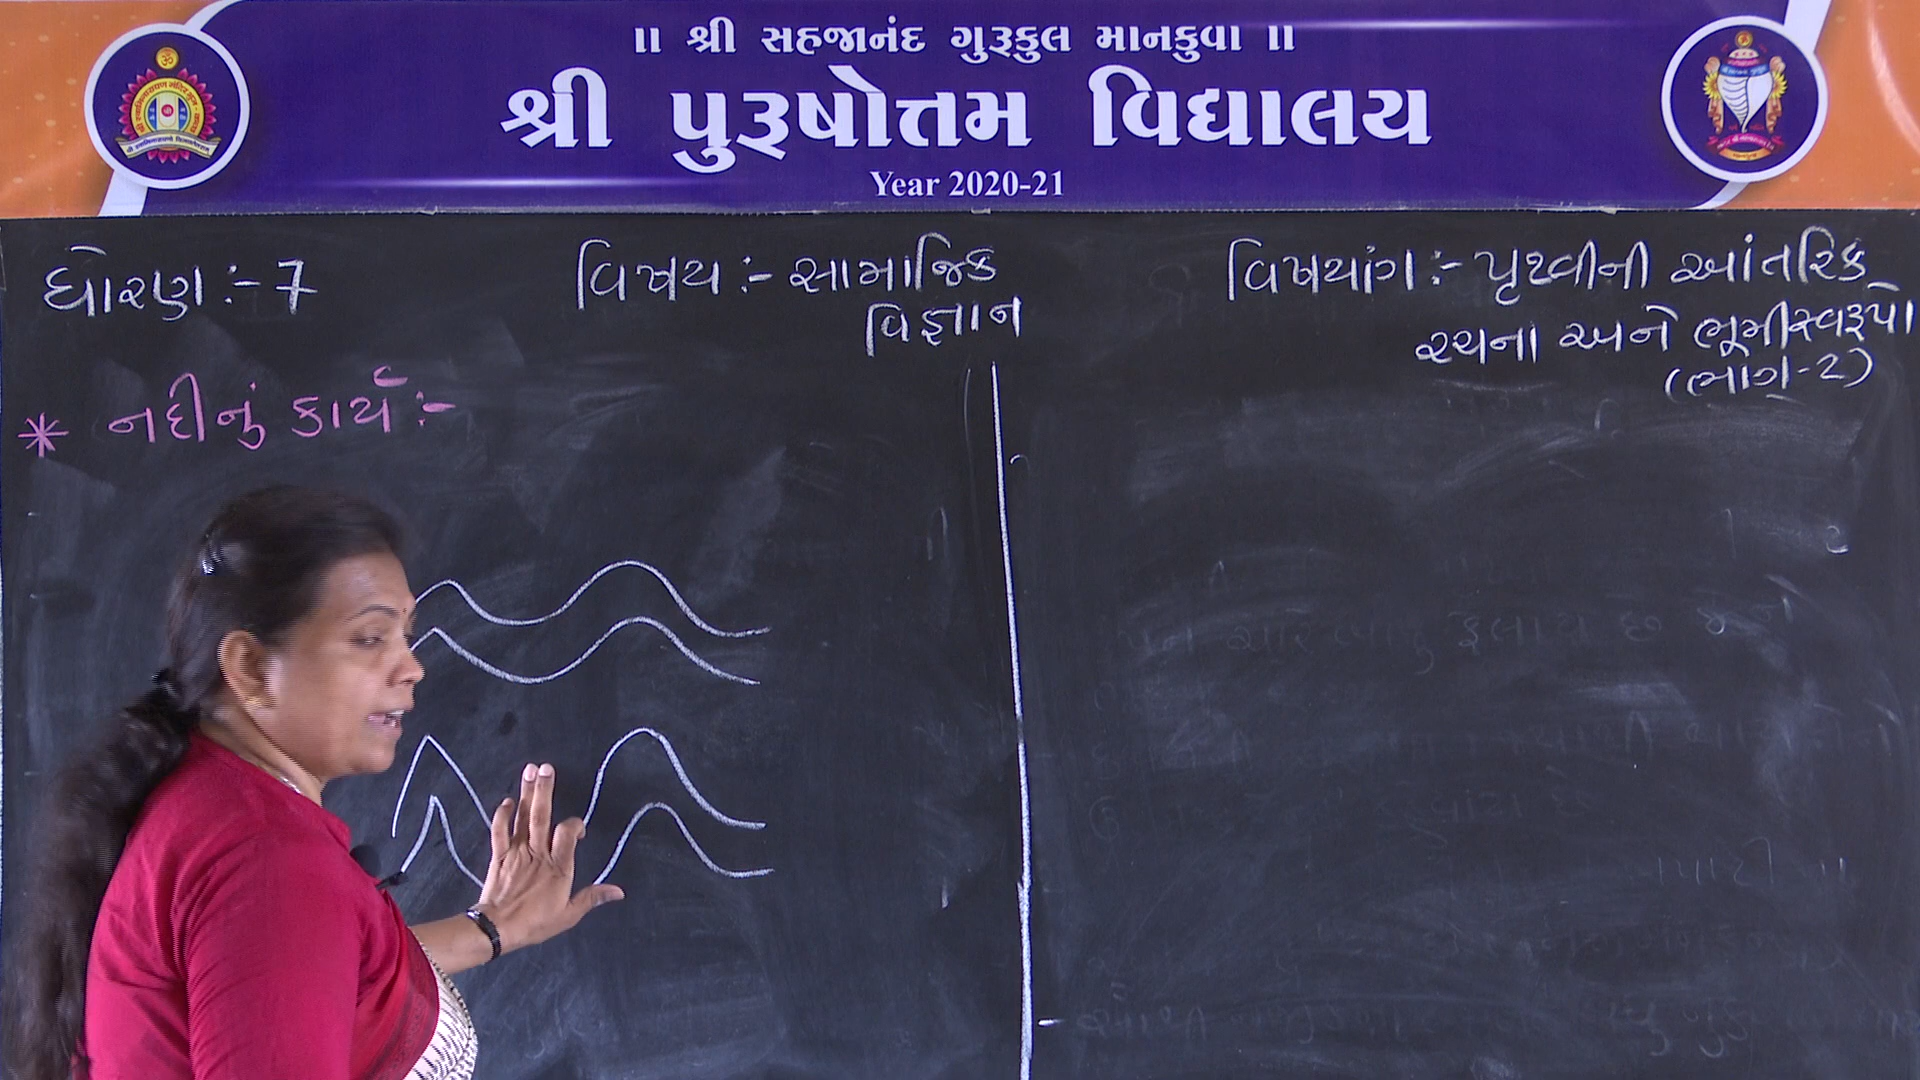 ॥ શ્રી સહજાનંદ ગુરૂકુલ માનકુવા ॥
શ્રી પુરૂષોત્તમ વિદ્યાલય
Year 2020-21
ધોરણ :- 7
વિષય :- સામાજિક
વિજ્ઞાન
વિષયાંગ :- પૃથ્વીની આંતરિક
રચના અને ભૂમીસ્વરૂપો
(ભાગ-2)
* નદીનું કાર્ય :-